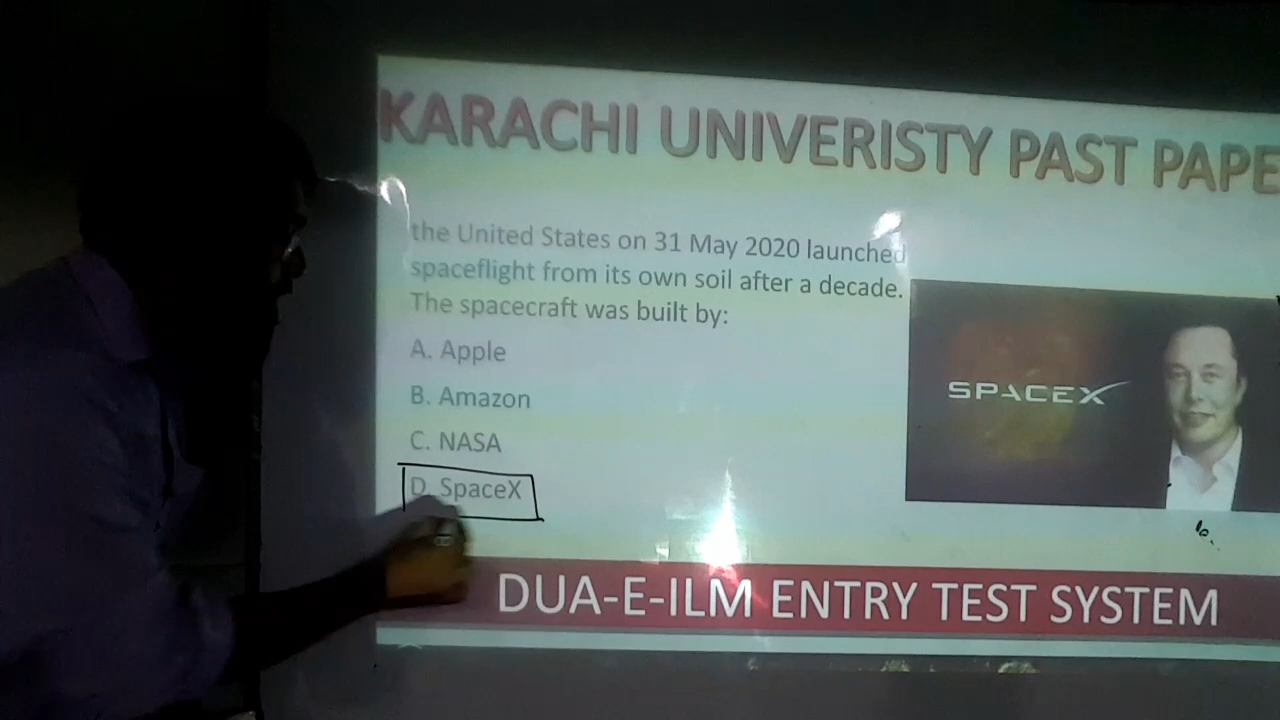 KARACHI UNIVERISTY PAST PAPE
the United States on 31 May 2020 launched
spaceflight from its own soil after a decade.
The spacecraft was built by:
A. Apple
B. Amazon
C. NASA
D. SpaceX
SPACEX
DUA-E-ILM ENTRY TEST SYSTEM